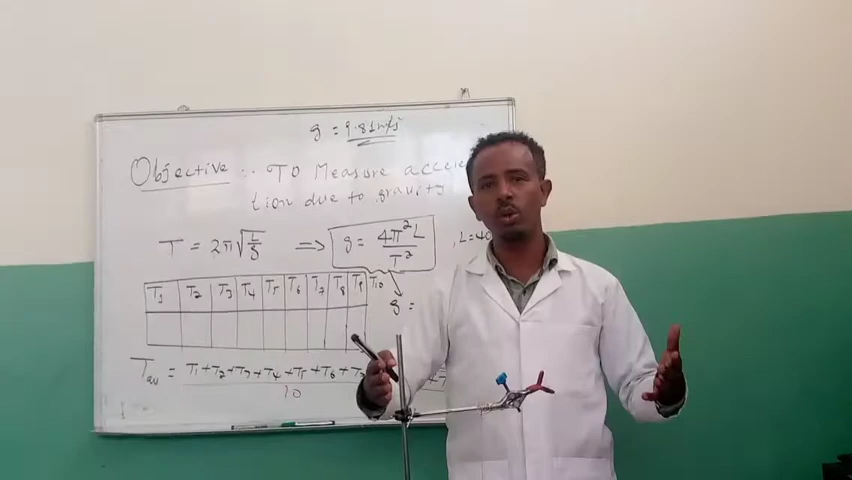 g = 9.81m/s
Objective :- To Measure accele
tion due to gravity
T = 2π√L/g ⇒ g = 4π²L/T² , L=40
T1 T2 T3 T4 T5 T6 T7 T8 T9 T10
g =
Tav = T1+T2+T3+T4+T5+T6+T7
10